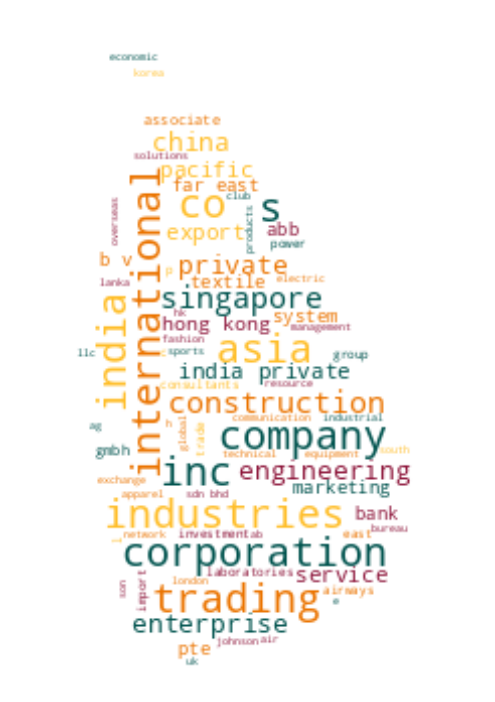 economic
korea
associate
china
solutions
pacific
far east
club
co
s
overseas
products
export
abb
power
international
b v
p
private
lanka
textile
electric
singapore
hk
system
hong kong
management
india
fashion
asia
llc
c
sports
group
india private
consultants
resource
construction
communication
industrial
ag
h
global
trade
company
gmbh
technical
equipment
south
inc
engineering
exchange
marketing
apparel
sdn bhd
industries
bank
bureau
network
investment
ab
east
corporation
laboratories
service
son
import
london
trading
airways
e
enterprise
johnson
air
pte
uk